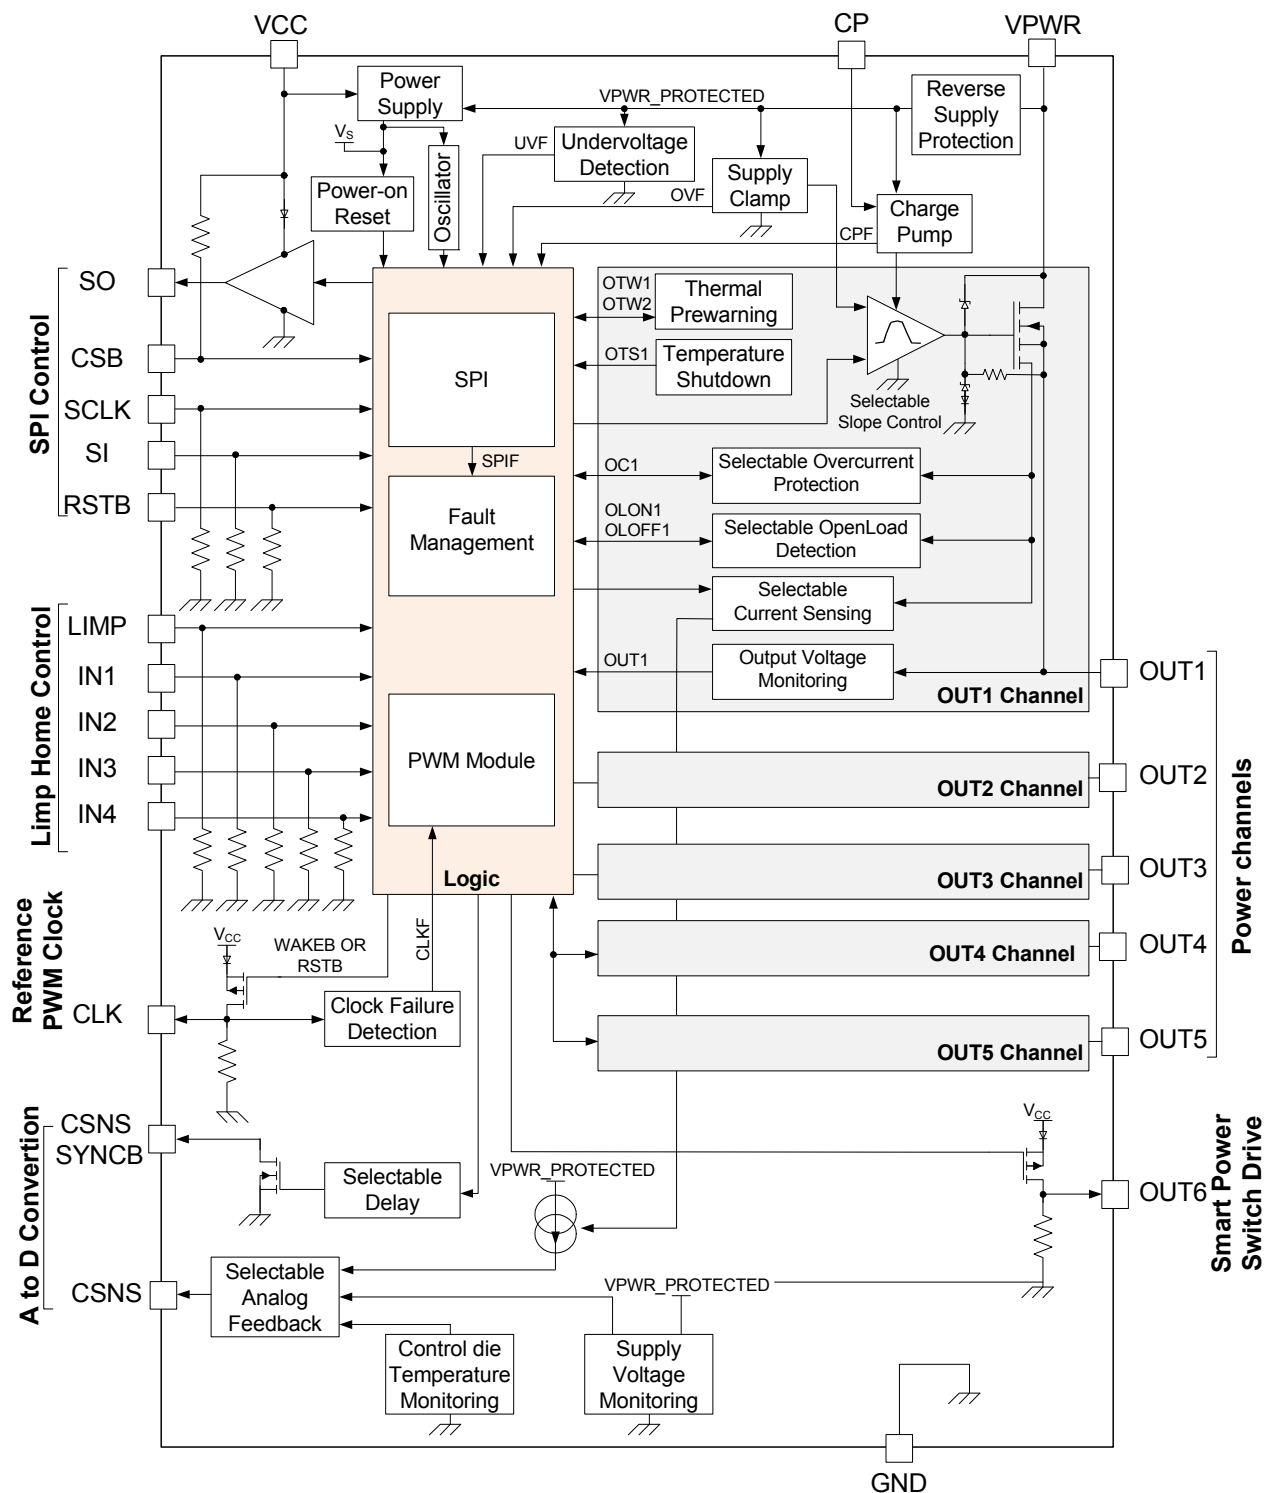 VCC
CP
VPWR
Power
Supply
VPWR_PROTECTED
Reverse
Supply
Protection
VS
UVF
Undervoltage
Detection
Oscillator
Power-on
Reset
OVF
Supply
Clamp
Charge
Pump
CPF
SPI Control
SO
CSB
SCLK
SI
RSTB
OTW1
OTW2
Thermal
Prewarning
OTS1
Temperature
Shutdown
SPI
Selectable
Slope Control
SPIF
OC1
Selectable Overcurrent
Protection
Fault
Management
OLON1
OLOFF1
Selectable OpenLoad
Detection
Selectable
Current Sensing
Limp Home Control
LIMP
IN1
IN2
IN3
IN4
OUT1
Output Voltage
Monitoring
OUT1 Channel
OUT1
PWM Module
OUT2 Channel
OUT2
Logic
OUT3 Channel
OUT3
Power channels
OUT4 Channel
OUT4
OUT5 Channel
OUT5
Reference
PWM Clock
VCC
WAKEB OR
RSTB
CLKF
CLK
Clock Failure
Detection
A to D Convertion
CSNS
SYNCB
Selectable
Delay
VPWR_PROTECTED
VCC
OUT6
Smart Power
Switch Drive
CSNS
Selectable
Analog
Feedback
VPWR_PROTECTED
Control die
Temperature
Monitoring
Supply
Voltage
Monitoring
GND